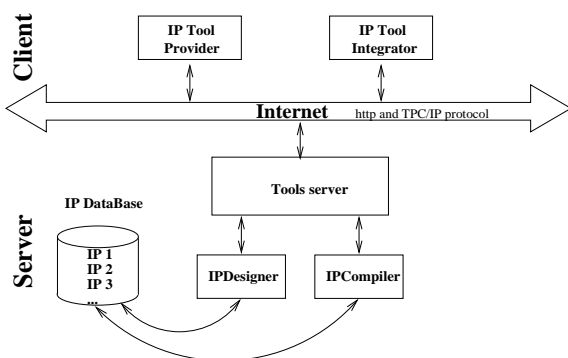 Client
IP Tool
Provider
IP Tool
Integrator
Internet
http and TPC/IP protocol
Tools server
Server
IP DataBase
IP 1
IP 2
IP 3
...
IPDesigner
IPCompiler